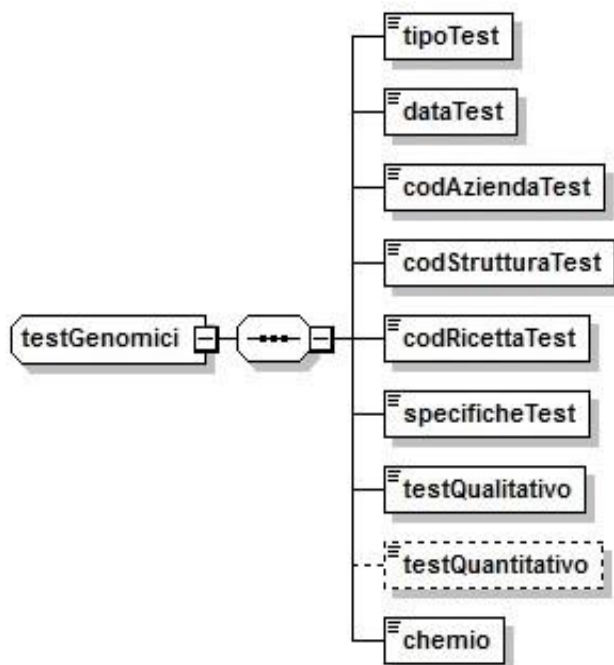 tipoTest
dataTest
codAziendaTest
codStrutturaTest
testGenomici
codRicettaTest
specificheTest
testQualitativo
testQuantitativo
chemio